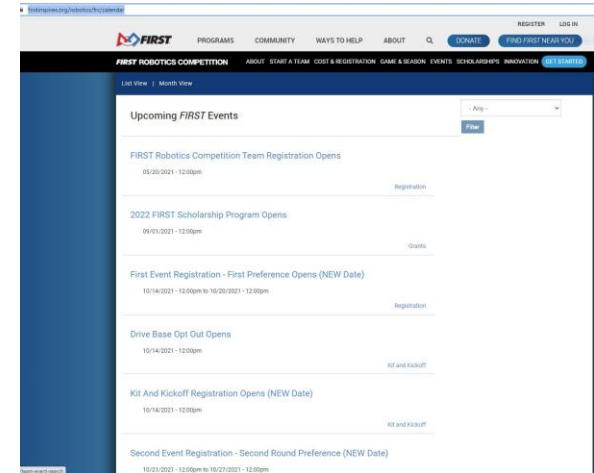 firstinspires.org/robotics/frc/calendar
REGISTER LOG IN
FIRST PROGRAMS COMMUNITY WAYS TO HELP ABOUT DONATE FIND FIRST NEAR YOU
FIRST ROBOTICS COMPETITION ABOUT START A TEAM COST & REGISTRATION GAME & SEASON EVENTS SCHOLARSHIPS INNOVATION GET STARTED
List View | Month View
Upcoming FIRST Events
- Any -
Filter
FIRST Robotics Competition Team Registration Opens
05/20/2021 - 12:00pm
Registration
2022 FIRST Scholarship Program Opens
09/01/2021 - 12:00pm
Grants
First Event Registration - First Preference Opens (NEW Date)
10/14/2021 - 12:00pm to 10/20/2021 - 12:00pm
Registration
Drive Base Opt Out Opens
10/14/2021 - 12:00pm
Kit and Kickoff
Kit And Kickoff Registration Opens (NEW Date)
10/14/2021 - 12:00pm
Kit and Kickoff
Second Event Registration - Second Round Preference (NEW Date)
10/21/2021 - 12:00pm to 10/27/2021 - 12:00pm